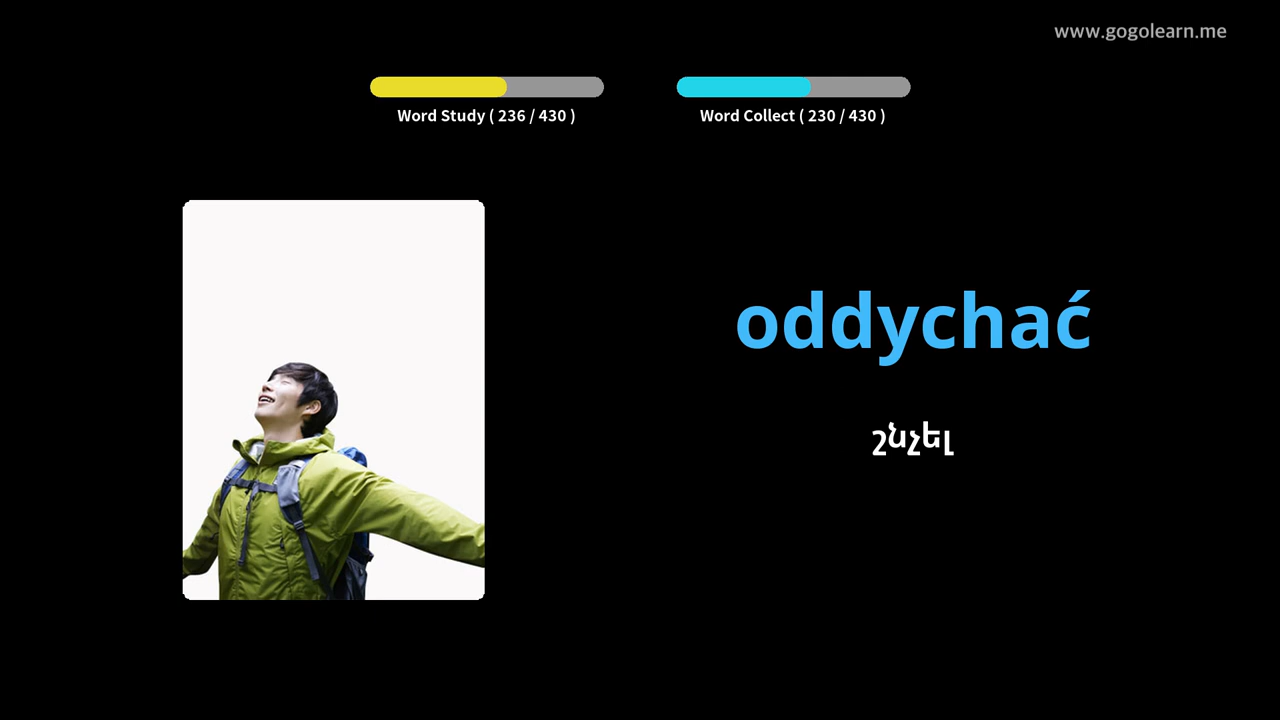 www.gogolearn.me
Word Study ( 236 / 430 )
Word Collect ( 230 / 430 )
oddychać
շնչել